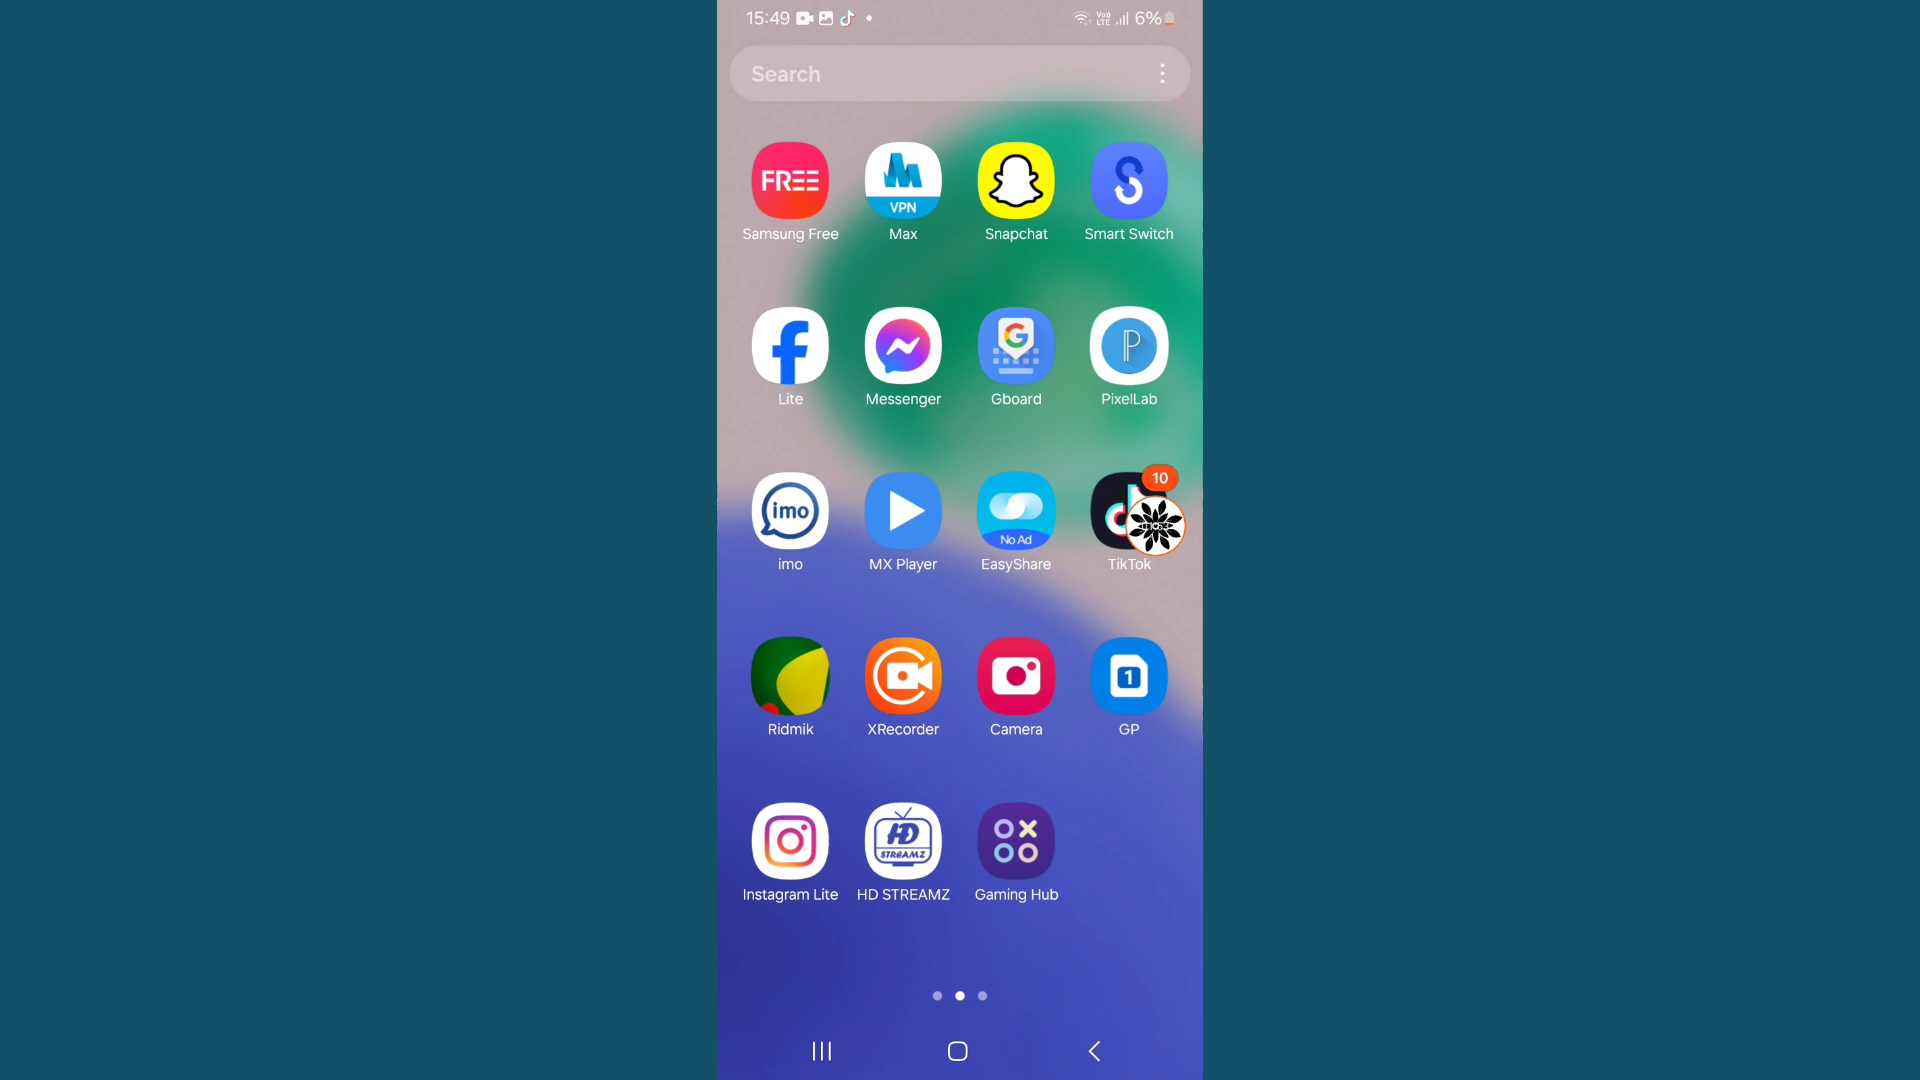 15:49
Vo)) LTE
6%
Search
FREE
VPN
Samsung Free
Max
Snapchat
Smart Switch
Lite
Messenger
Gboard
PixelLab
10
imo
No Ad
imo
MX Player
EasyShare
TikTok
1
Ridmik
XRecorder
Camera
GP
HD
STREAMZ
Instagram Lite
HD STREAMZ
Gaming Hub